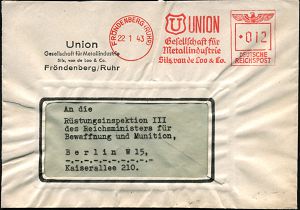 Union
Gesellschaft für Metallindustrie
Sils, van de Loo & Co.
Fröndenberg/Ruhr
FRÖNDENBERG (RUHR)
22.1.43
U UNION
Gesellschaft für
Metallindustrie
Sils, van de Loo & Co.
012
DEUTSCHE
REICHSPOST
An die
Rüstungsinspektion III
des Reichsministers für
Bewaffnung und Munition,
B e r l i n W 15,
-.-.-.-.-.-.-.-.-
Kaiserallee 210.